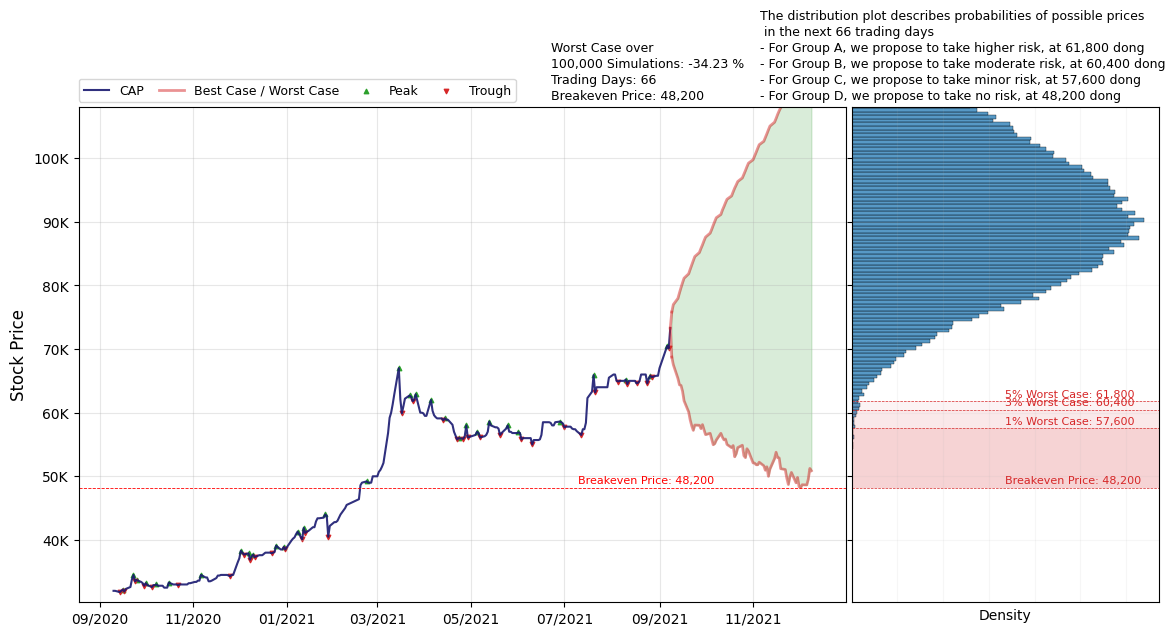 The distribution plot describes probabilities of possible prices
in the next 66 trading days
- For Group A, we propose to take higher risk, at 61,800 dong
- For Group B, we propose to take moderate risk, at 60,400 dong
- For Group C, we propose to take minor risk, at 57,600 dong
- For Group D, we propose to take no risk, at 48,200 dong
Worst Case over
100,000 Simulations: -34.23 %
Trading Days: 66
Breakeven Price: 48,200
CAP
Best Case / Worst Case
Peak
Trough
Stock Price
100K
90K
80K
70K
60K
50K
40K
Breakeven Price: 48,200
09/2020
11/2020
01/2021
03/2021
05/2021
07/2021
09/2021
11/2021
5% Worst Case: 61,800
3% Worst Case: 60,400
1% Worst Case: 57,600
Breakeven Price: 48,200
Density